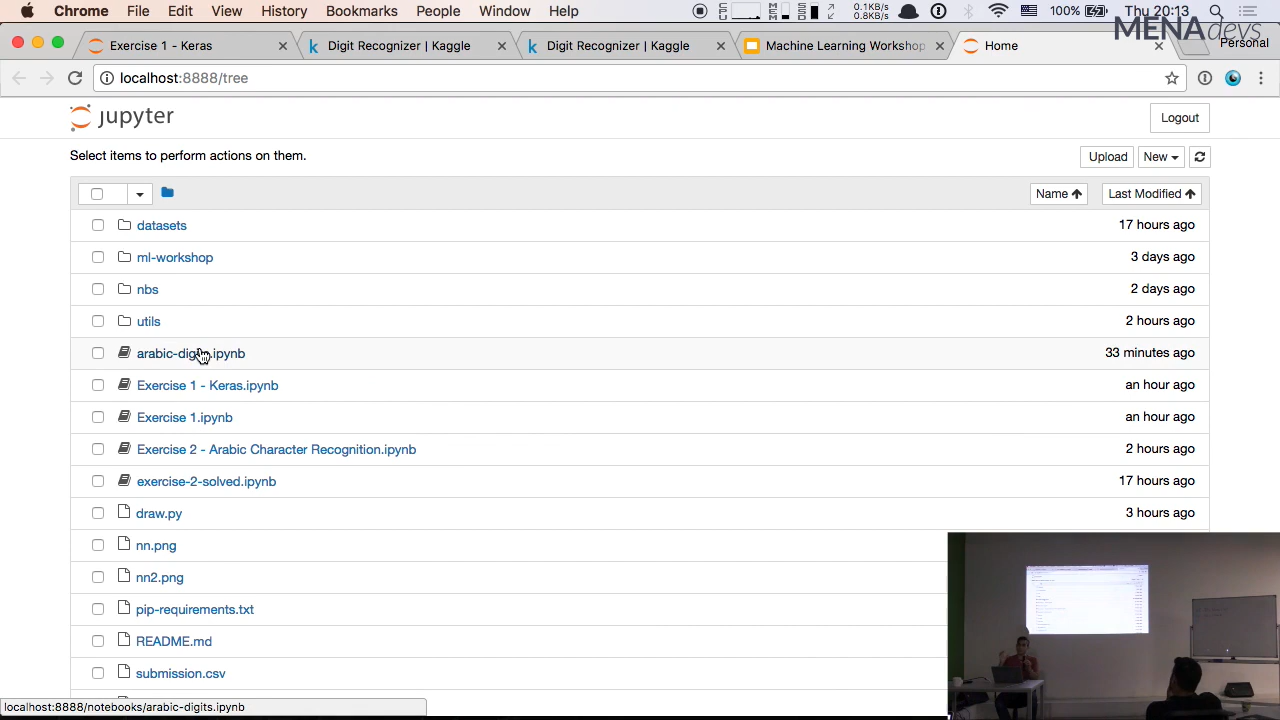 Chrome File Edit View History Bookmarks People Window Help 0.1KB/s 0.8KB/s 100% Thu 20:13
MENAdevs
Exercise 1 - Keras Digit Recognizer | Kaggle Digit Recognizer | Kaggle Machine Learning Workshop Home Personal
localhost:8888/tree
jupyter Logout
Select items to perform actions on them. Upload New
Name Last Modified
datasets 17 hours ago
ml-workshop 3 days ago
nbs 2 days ago
utils 2 hours ago
arabic-digits.ipynb 33 minutes ago
Exercise 1 - Keras.ipynb an hour ago
Exercise 1.ipynb an hour ago
Exercise 2 - Arabic Character Recognition.ipynb 2 hours ago
exercise-2-solved.ipynb 17 hours ago
draw.py 3 hours ago
nn.png
nn2.png
pip-requirements.txt
README.md
submission.csv
localhost:8888/notebooks/arabic-digits.ipynb